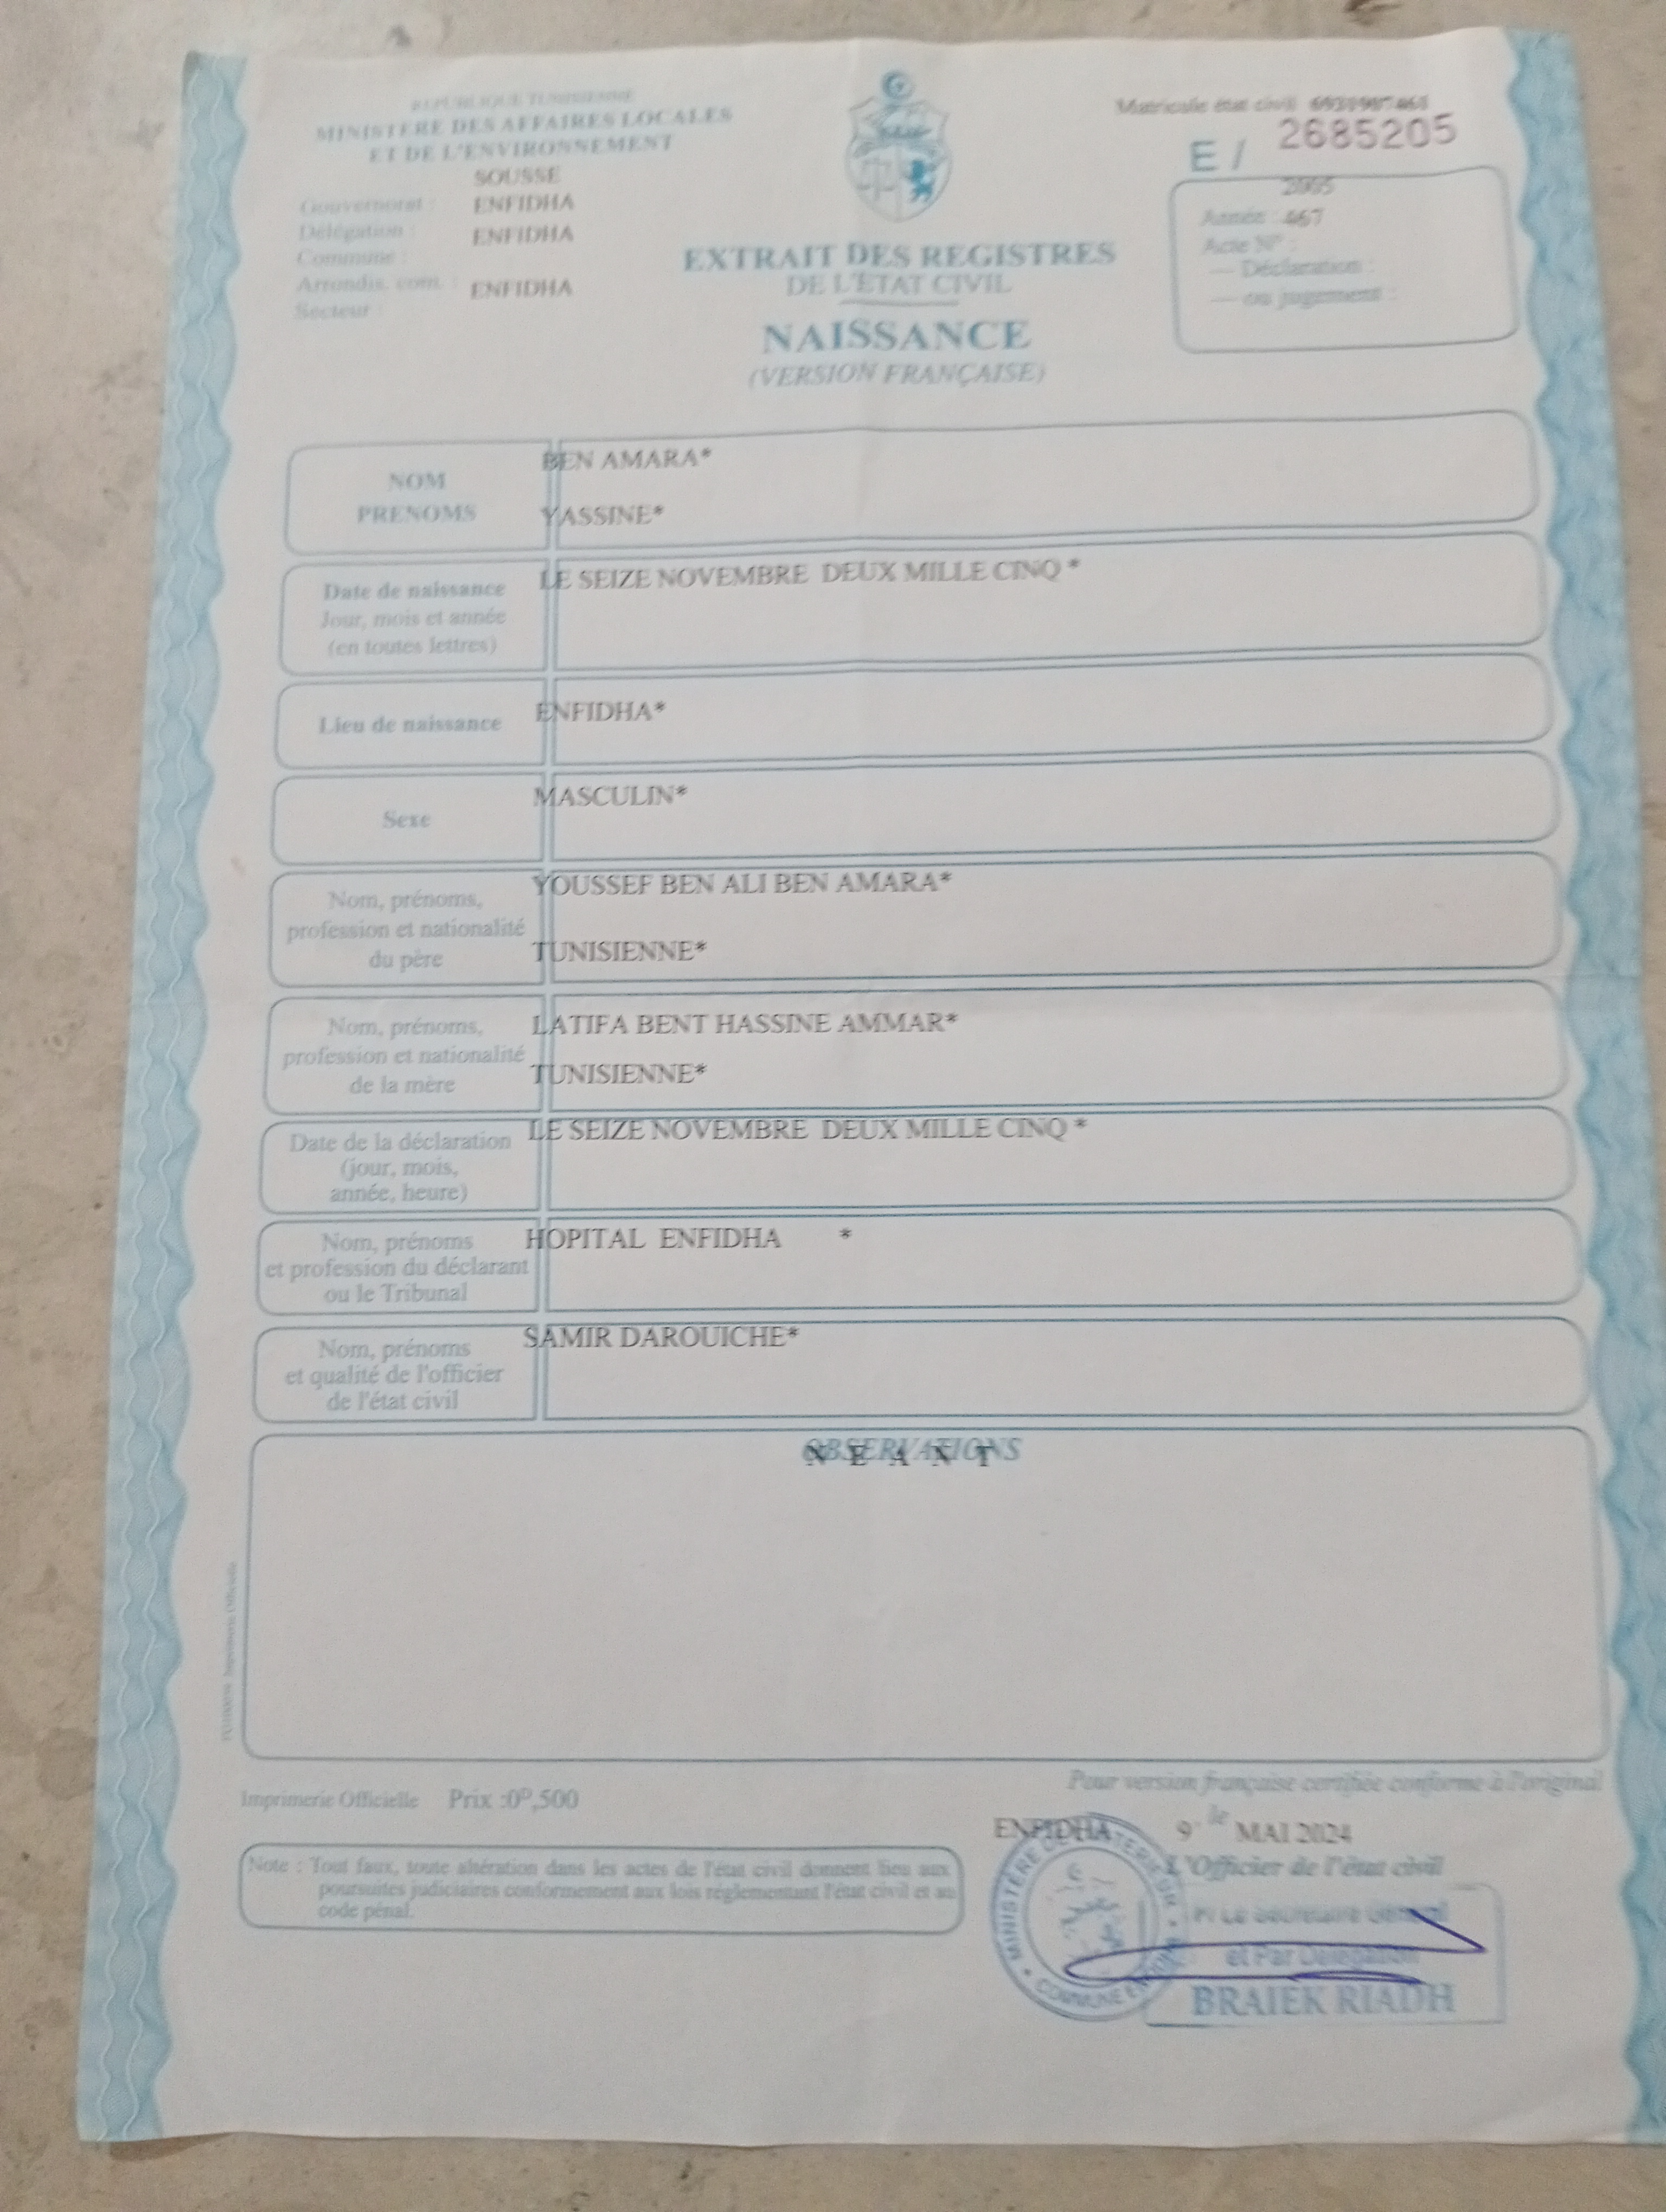 REPUBLIQUE TUNISIENNE
MINISTERE DES AFFAIRES LOCALES
ET DE L'ENVIRONNEMENT
SOUSSE
Gouvernorat : ENFIDHA
Délégation : ENFIDHA
Commune :
Arrondis. com. : ENFIDHA
Secteur :
Matricule état civil
E / 2685205
2005
Année : 467
Acte N° :
— Déclaration :
— ou jugement :
EXTRAIT DES REGISTRES
DE L'ÉTAT CIVIL
NAISSANCE
(VERSION FRANÇAISE)
NOM BEN AMARA*
PRENOMS YASSINE*
Date de naissance LE SEIZE NOVEMBRE DEUX MILLE CINQ *
Jour, mois et année
(en toutes lettres)
Lieu de naissance ENFIDHA*
Sexe MASCULIN*
Nom, prénoms, YOUSSEF BEN ALI BEN AMARA*
profession et nationalité
du père TUNISIENNE*
Nom, prénoms, LATIFA BENT HASSINE AMMAR*
profession et nationalité
de la mère TUNISIENNE*
Date de la déclaration LE SEIZE NOVEMBRE DEUX MILLE CINQ *
(jour, mois,
année, heure)
Nom, prénoms HOPITAL ENFIDHA *
et profession du déclarant
ou le Tribunal
Nom, prénoms SAMIR DAROUICHE*
et qualité de l'officier
de l'état civil
OBSERVATIONS
N E A N T
Imprimerie Officielle Prix :0ᴰ,500
Pour version française certifiée conforme à l'original
ENFIDHA le 9 MAI 2024
L'Officier de l'état civil
Note : Tout faux, toute altération dans les actes de l'état civil donnent lieu aux
poursuites judiciaires conformement aux lois réglementant l'état civil et au
code pénal.
MINISTÈRE DE L'INTERIEUR
COMMUNE ENFIDHA
P/ Le Secrétaire Général
et Par Délégation
BRAIEK RIADH